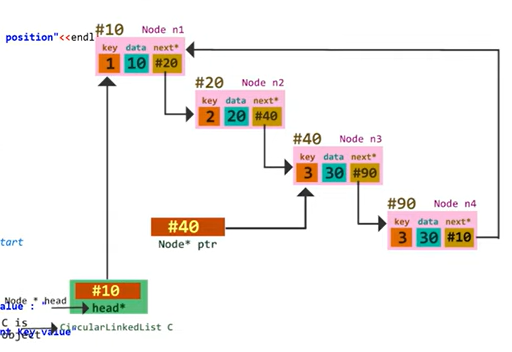 #10 Node n1
position"<<endl
key data next*
1 10 #20
#20 Node n2
key data next*
2 20 #40
#40 Node n3
key data next*
3 30 #90
#90 Node n4
key data next*
3 30 #10
#40
Node* ptr
tart
#10
Node * head
head*
alue : "
C is
CircularLinkedList C
object
nt Key value"